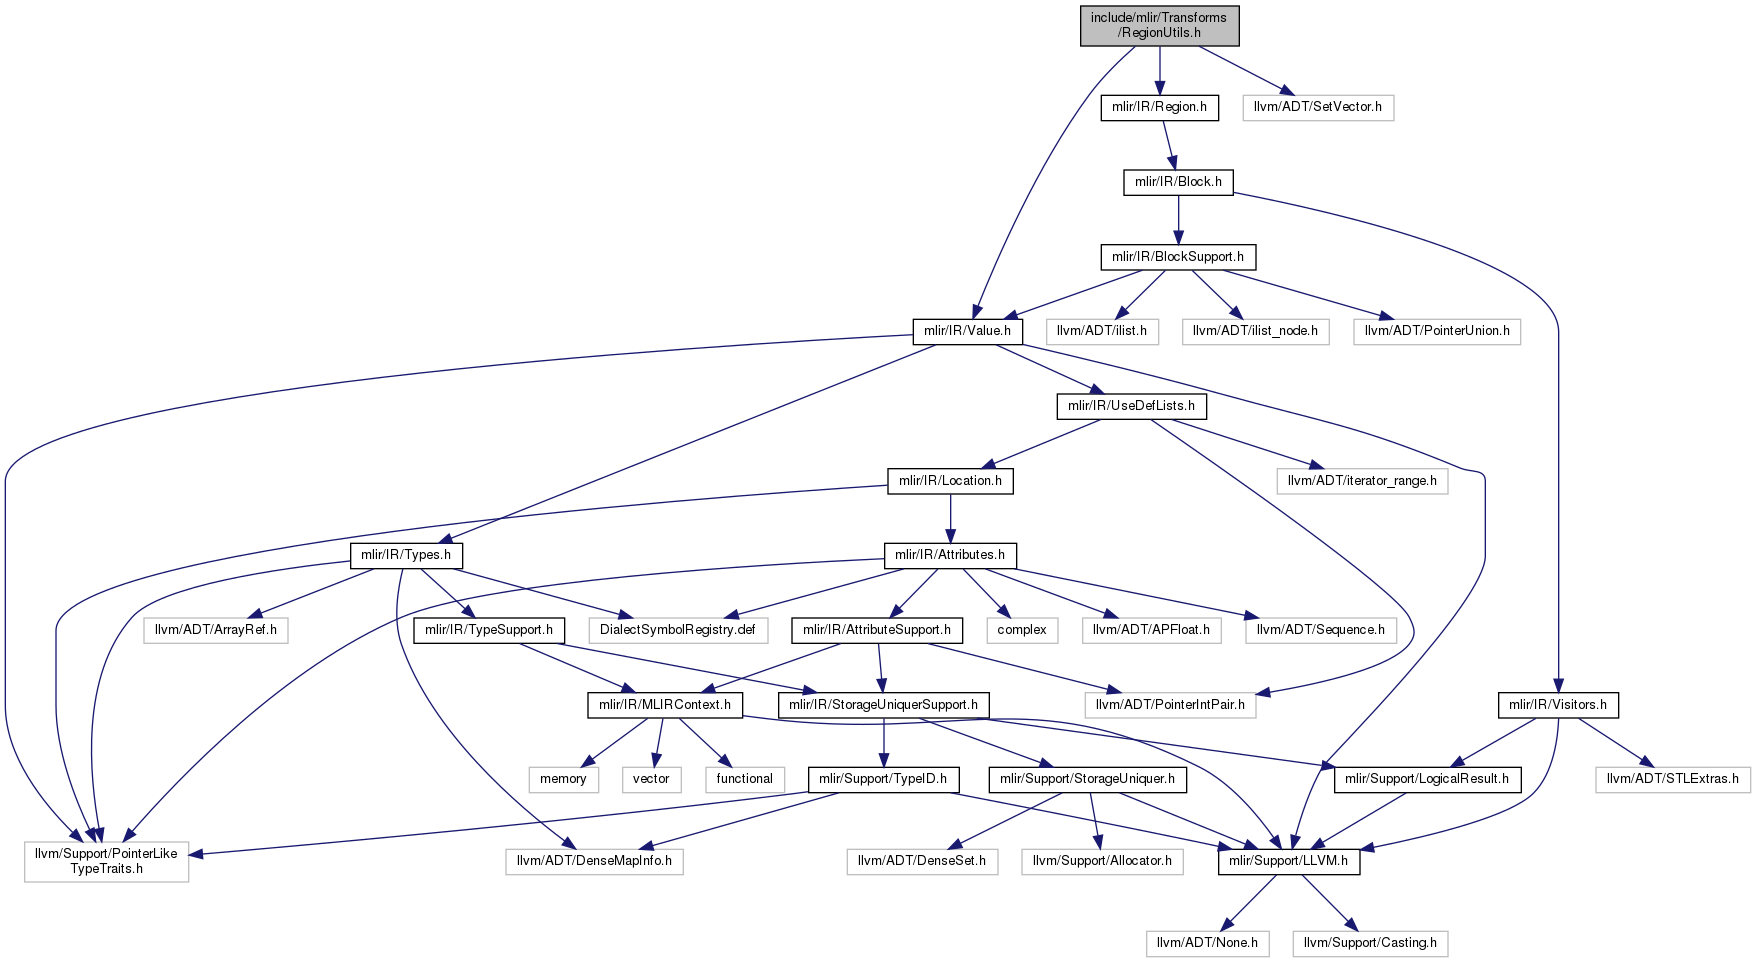 include/mlir/Transforms
/RegionUtils.h
mlir/IR/Region.h
llvm/ADT/SetVector.h
mlir/IR/Block.h
mlir/IR/BlockSupport.h
mlir/IR/Value.h
llvm/ADT/ilist.h
llvm/ADT/ilist_node.h
llvm/ADT/PointerUnion.h
mlir/IR/UseDefLists.h
mlir/IR/Location.h
llvm/ADT/iterator_range.h
mlir/IR/Types.h
mlir/IR/Attributes.h
llvm/ADT/ArrayRef.h
mlir/IR/TypeSupport.h
DialectSymbolRegistry.def
mlir/IR/AttributeSupport.h
complex
llvm/ADT/APFloat.h
llvm/ADT/Sequence.h
mlir/IR/MLIRContext.h
mlir/IR/StorageUniquerSupport.h
llvm/ADT/PointerIntPair.h
mlir/IR/Visitors.h
memory
vector
functional
mlir/Support/TypeID.h
mlir/Support/StorageUniquer.h
mlir/Support/LogicalResult.h
llvm/ADT/STLExtras.h
llvm/Support/PointerLike
TypeTraits.h
llvm/ADT/DenseMapInfo.h
llvm/ADT/DenseSet.h
llvm/Support/Allocator.h
mlir/Support/LLVM.h
llvm/ADT/None.h
llvm/Support/Casting.h